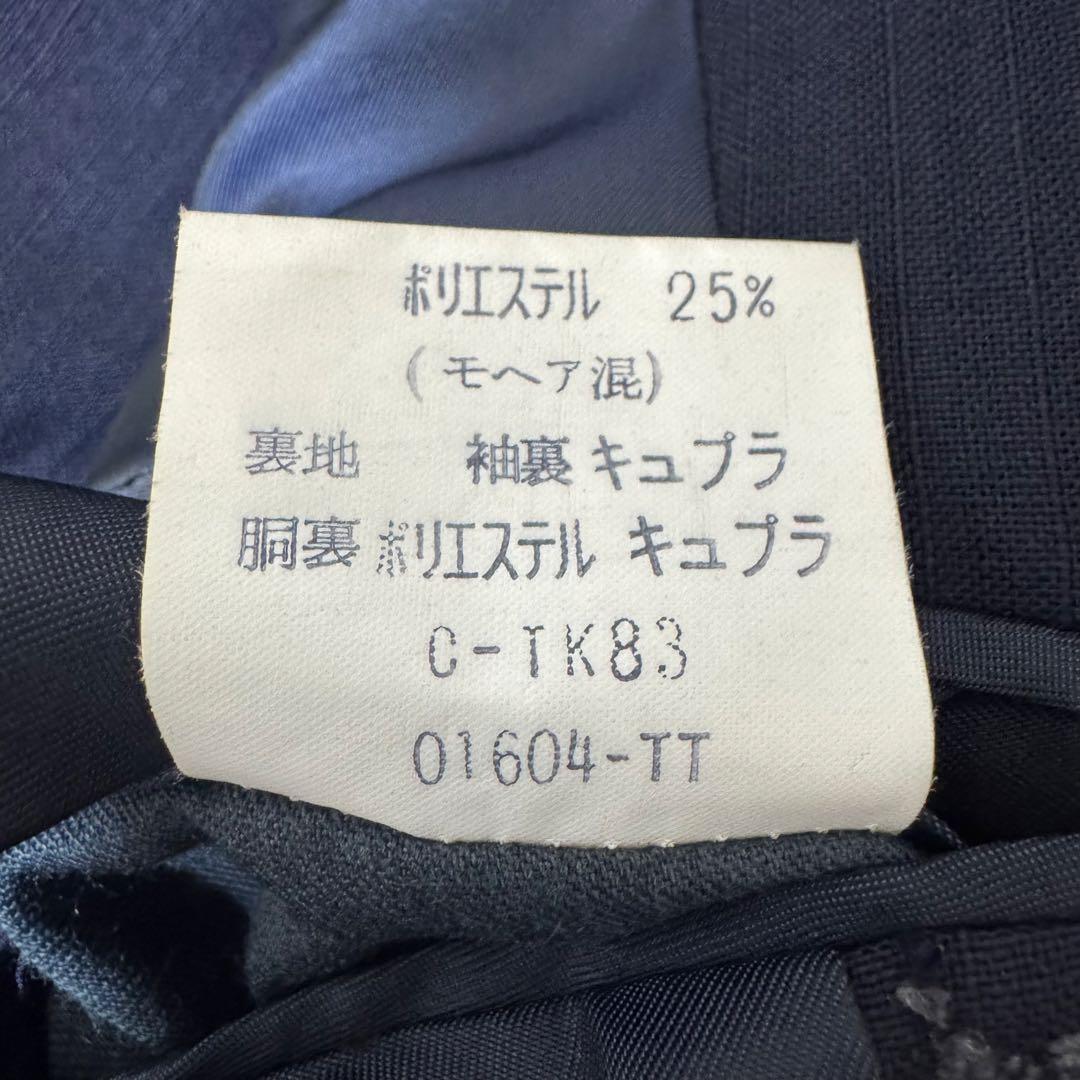 ポリエステル 25%
(モヘア混)
裏地 袖裏 キュプラ
胴裏 ポリエステル キュプラ
C-TK83
01604-TT